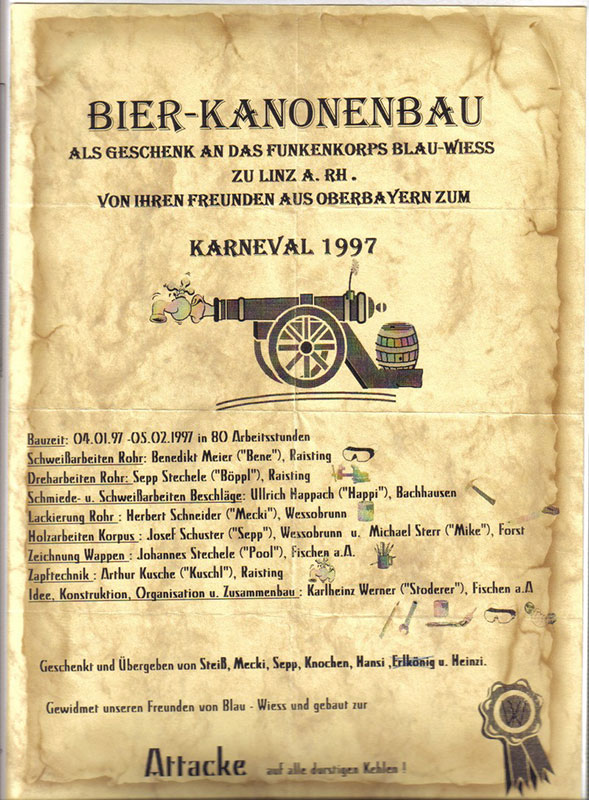 BIER-KANONENBAU
ALS GESCHENK AN DAS FUNKENKORPS BLAU-WIESS
ZU LINZ A. RH .
VON IHREN FREUNDEN AUS OBERBAYERN ZUM
KARNEVAL 1997
Bauzeit: 04.01.97 -05.02.1997 in 80 Arbeitsstunden
Schweißarbeiten Rohr: Benedikt Meier ("Bene"), Raisting
Dreharbeiten Rohr: Sepp Stechele ("Böppl"), Raisting
Schmiede- u. Schweißarbeiten Beschläge: Ullrich Happach ("Happi"), Bachhausen
Lackierung Rohr : Herbert Schneider ("Mecki"), Wessobrunn
Holzarbeiten Korpus : Josef Schuster ("Sepp"), Wessobrunn u. Michael Sterr ("Mike"), Forst
Zeichnung Wappen : Johannes Stechele ("Pool"), Fischen a.A.
Zapftechnik : Arthur Kusche ("Kuschl"), Raisting
Idee, Konstruktion, Organisation u. Zusammenbau : Karlheinz Werner ("Stoderer"), Fischen a.A
Geschenkt und Übergeben von Steiß, Mecki, Sepp, Knochen, Hansi ,Erlkönig u. Heinzi.
Gewidmet unseren Freunden von Blau - Wiess und gebaut zur
Attacke auf alle durstigen Kehlen !